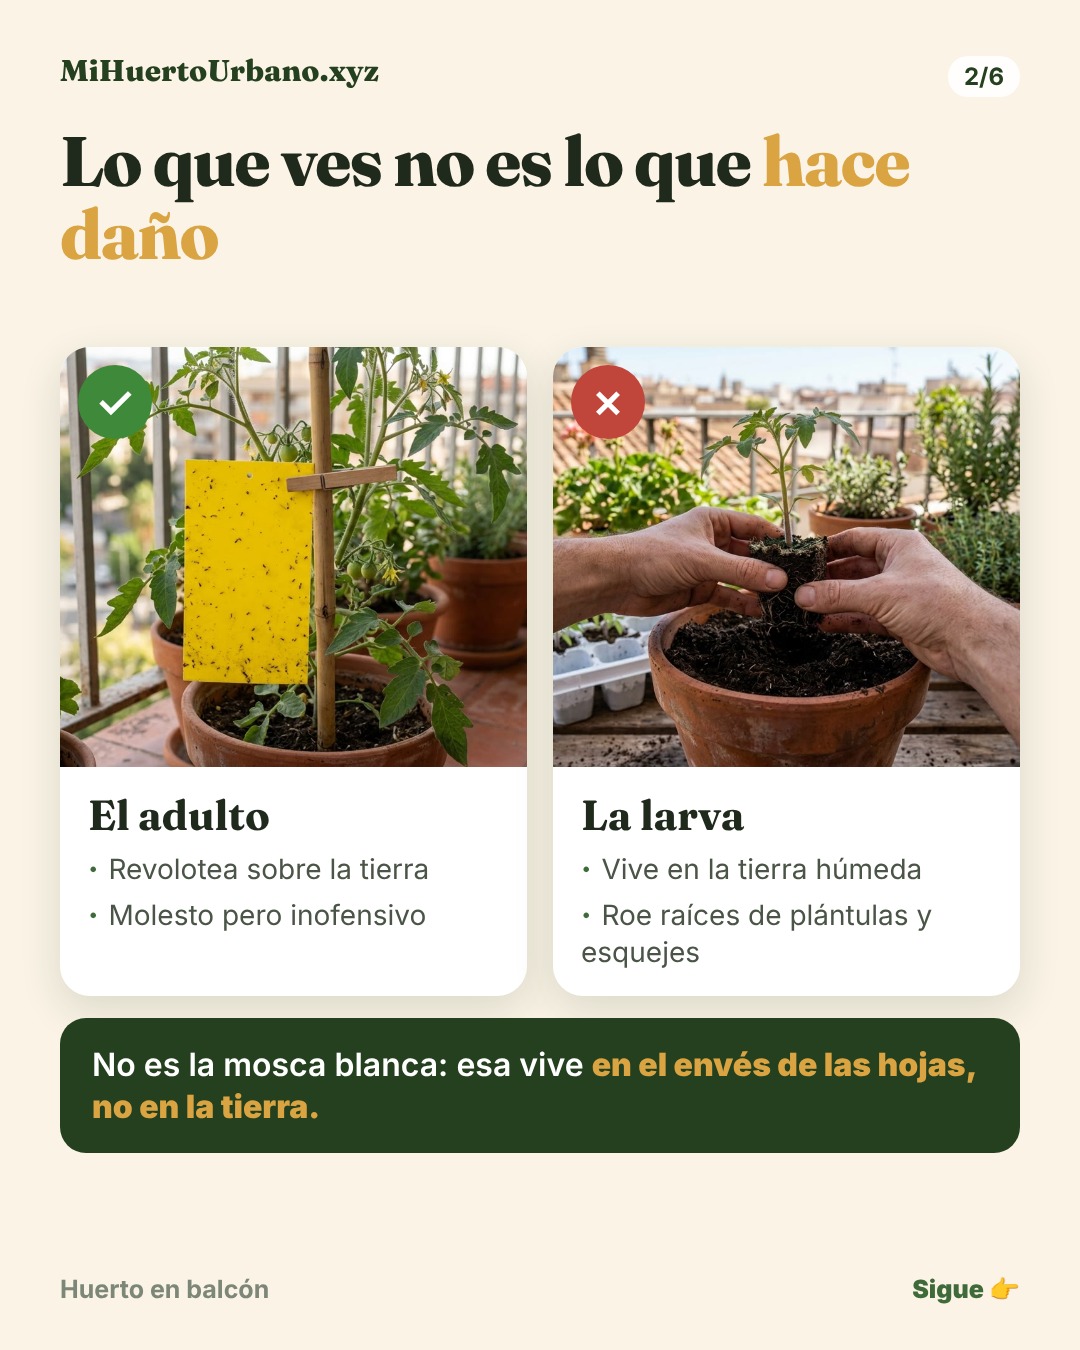 MiHuertoUrbano.xyz
2/6
Lo que ves no es lo que hace
daño
El adulto
• Revolotea sobre la tierra
• Molesto pero inofensivo
La larva
• Vive en la tierra húmeda
• Roe raíces de plántulas y
esquejes
No es la mosca blanca: esa vive en el envés de las hojas,
no en la tierra.
Huerto en balcón
Sigue 👉